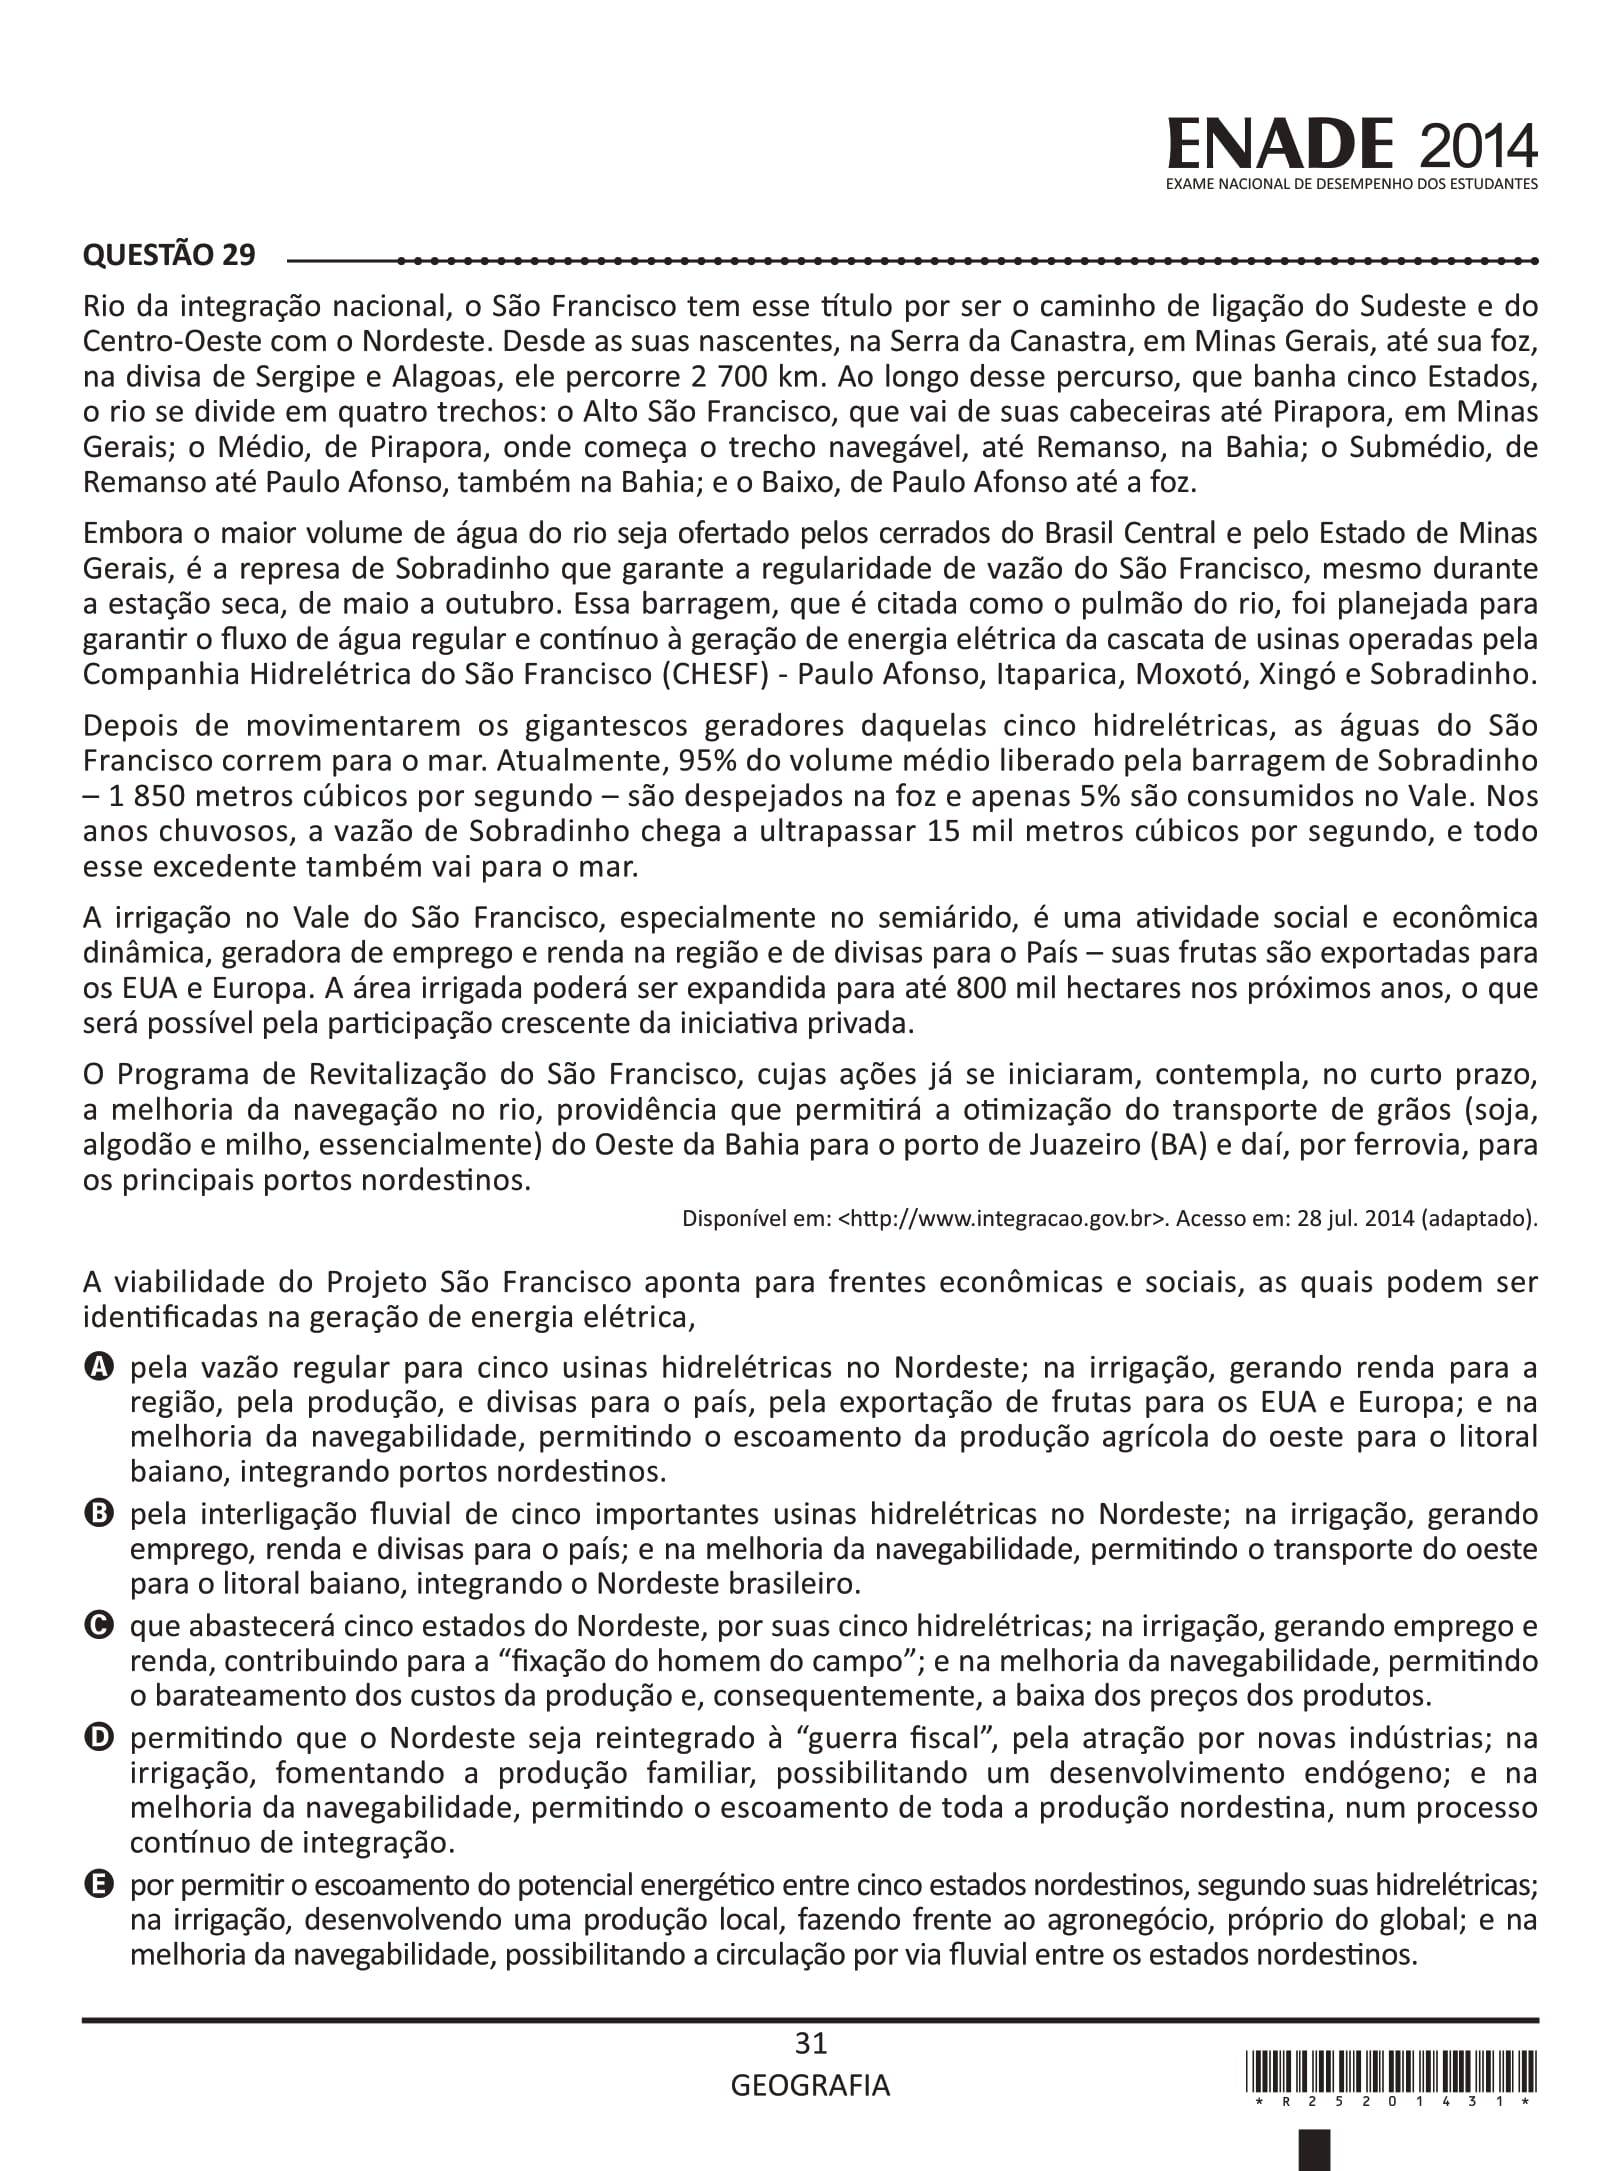 ENADE 2014
EXAME NACIONAL DE DESEMPENHO DOS ESTUDANTES
QUESTÃO 29
Rio da integração nacional, o São Francisco tem esse título por ser o caminho de ligação do Sudeste e do
Centro-Oeste com o Nordeste. Desde as suas nascentes, na Serra da Canastra, em Minas Gerais, até sua foz,
na divisa de Sergipe e Alagoas, ele percorre 2 700 km. Ao longo desse percurso, que banha cinco Estados,
o rio se divide em quatro trechos: o Alto São Francisco, que vai de suas cabeceiras até Pirapora, em Minas
Gerais; o Médio, de Pirapora, onde começa o trecho navegável, até Remanso, na Bahia; o Submédio, de
Remanso até Paulo Afonso, também na Bahia; e o Baixo, de Paulo Afonso até a foz.
Embora o maior volume de água do rio seja ofertado pelos cerrados do Brasil Central e pelo Estado de Minas
Gerais, é a represa de Sobradinho que garante a regularidade de vazão do São Francisco, mesmo durante
a estação seca, de maio a outubro. Essa barragem, que é citada como o pulmão do rio, foi planejada para
garantir o fluxo de água regular e contínuo à geração de energia elétrica da cascata de usinas operadas pela
Companhia Hidrelétrica do São Francisco (CHESF) - Paulo Afonso, Itaparica, Moxotó, Xingó e Sobradinho.
Depois de movimentarem os gigantescos geradores daquelas cinco hidrelétricas, as águas do São
Francisco correm para o mar. Atualmente, 95% do volume médio liberado pela barragem de Sobradinho
– 1 850 metros cúbicos por segundo – são despejados na foz e apenas 5% são consumidos no Vale. Nos
anos chuvosos, a vazão de Sobradinho chega a ultrapassar 15 mil metros cúbicos por segundo, e todo
esse excedente também vai para o mar.
A irrigação no Vale do São Francisco, especialmente no semiárido, é uma atividade social e econômica
dinâmica, geradora de emprego e renda na região e de divisas para o País – suas frutas são exportadas para
os EUA e Europa. A área irrigada poderá ser expandida para até 800 mil hectares nos próximos anos, o que
será possível pela participação crescente da iniciativa privada.
O Programa de Revitalização do São Francisco, cujas ações já se iniciaram, contempla, no curto prazo,
a melhoria da navegação no rio, providência que permitirá a otimização do transporte de grãos (soja,
algodão e milho, essencialmente) do Oeste da Bahia para o porto de Juazeiro (BA) e daí, por ferrovia, para
os principais portos nordestinos.
Disponível em: <http://www.integracao.gov.br>. Acesso em: 28 jul. 2014 (adaptado).
A viabilidade do Projeto São Francisco aponta para frentes econômicas e sociais, as quais podem ser
identificadas na geração de energia elétrica,
A pela vazão regular para cinco usinas hidrelétricas no Nordeste; na irrigação, gerando renda para a
região, pela produção, e divisas para o país, pela exportação de frutas para os EUA e Europa; e na
melhoria da navegabilidade, permitindo o escoamento da produção agrícola do oeste para o litoral
baiano, integrando portos nordestinos.
B pela interligação fluvial de cinco importantes usinas hidrelétricas no Nordeste; na irrigação, gerando
emprego, renda e divisas para o país; e na melhoria da navegabilidade, permitindo o transporte do oeste
para o litoral baiano, integrando o Nordeste brasileiro.
C que abastecerá cinco estados do Nordeste, por suas cinco hidrelétricas; na irrigação, gerando emprego e
renda, contribuindo para a “fixação do homem do campo”; e na melhoria da navegabilidade, permitindo
o barateamento dos custos da produção e, consequentemente, a baixa dos preços dos produtos.
D permitindo que o Nordeste seja reintegrado à “guerra fiscal”, pela atração por novas indústrias; na
irrigação, fomentando a produção familiar, possibilitando um desenvolvimento endógeno; e na
melhoria da navegabilidade, permitindo o escoamento de toda a produção nordestina, num processo
contínuo de integração.
E por permitir o escoamento do potencial energético entre cinco estados nordestinos, segundo suas hidrelétricas;
na irrigação, desenvolvendo uma produção local, fazendo frente ao agronegócio, próprio do global; e na
melhoria da navegabilidade, possibilitando a circulação por via fluvial entre os estados nordestinos.
31
GEOGRAFIA
* R 2 5 2 0 1 4 3 1 *